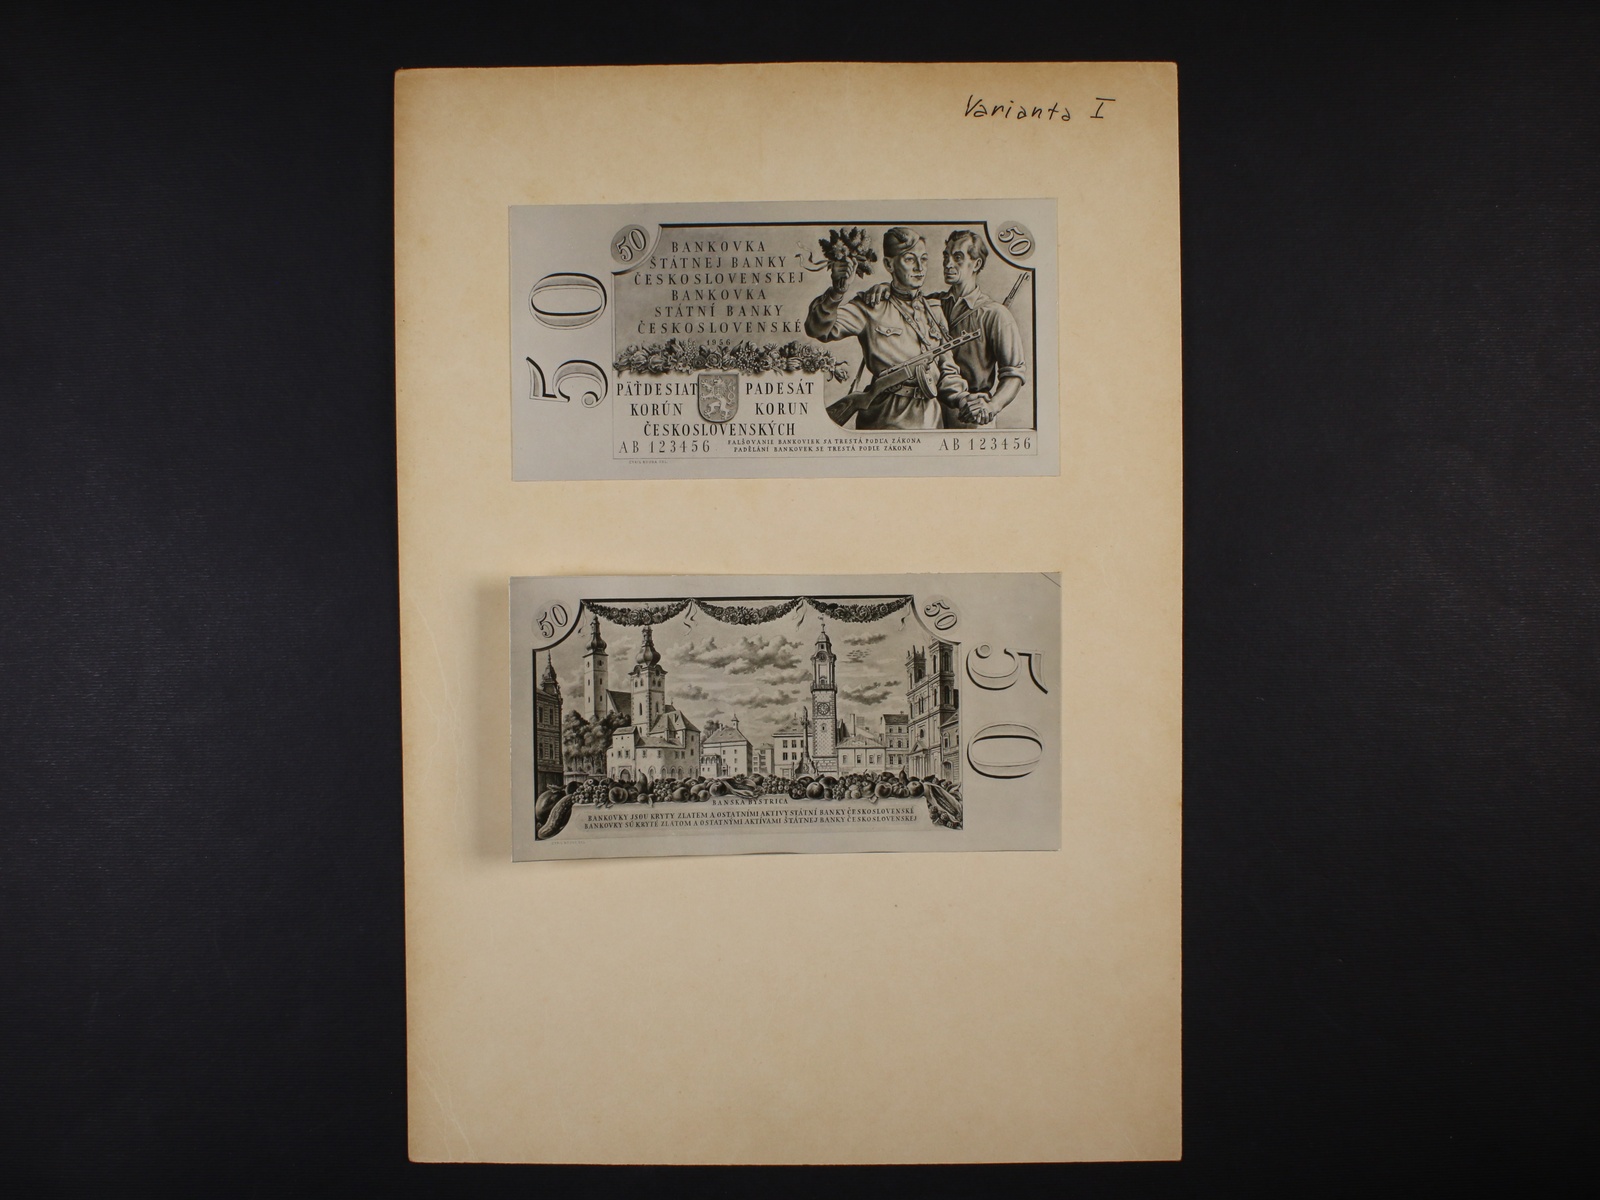 Varianta I
50
50
50
BANKOVKA
ŠTÁTNEJ BANKY
ČESKOSLOVENSKEJ
BANKOVKA
STÁTNÍ BANKY
ČESKOSLOVENSKÉ
1956
PÄŤDESIAT PADESÁT
KORÚN KORUN
ČESKOSLOVENSKÝCH
AB 123456 FALŠOVANIE BANKOVIEK SA TRESTÁ PODĽA ZÁKONA AB 123456
PADĚLÁNÍ BANKOVEK SE TRESTÁ PODLE ZÁKONA
50
50
50
BANSKÁ BYSTRICA
BANKOVKY JSOU KRYTY ZLATEM A OSTATNÍMI AKTIVY STÁTNÍ BANKY ČESKOSLOVENSKÉ
BANKOVKY SÚ KRYTÉ ZLATOM A OSTATNÝMI AKTÍVAMI ŠTÁTNEJ BANKY ČESKOSLOVENSKEJ